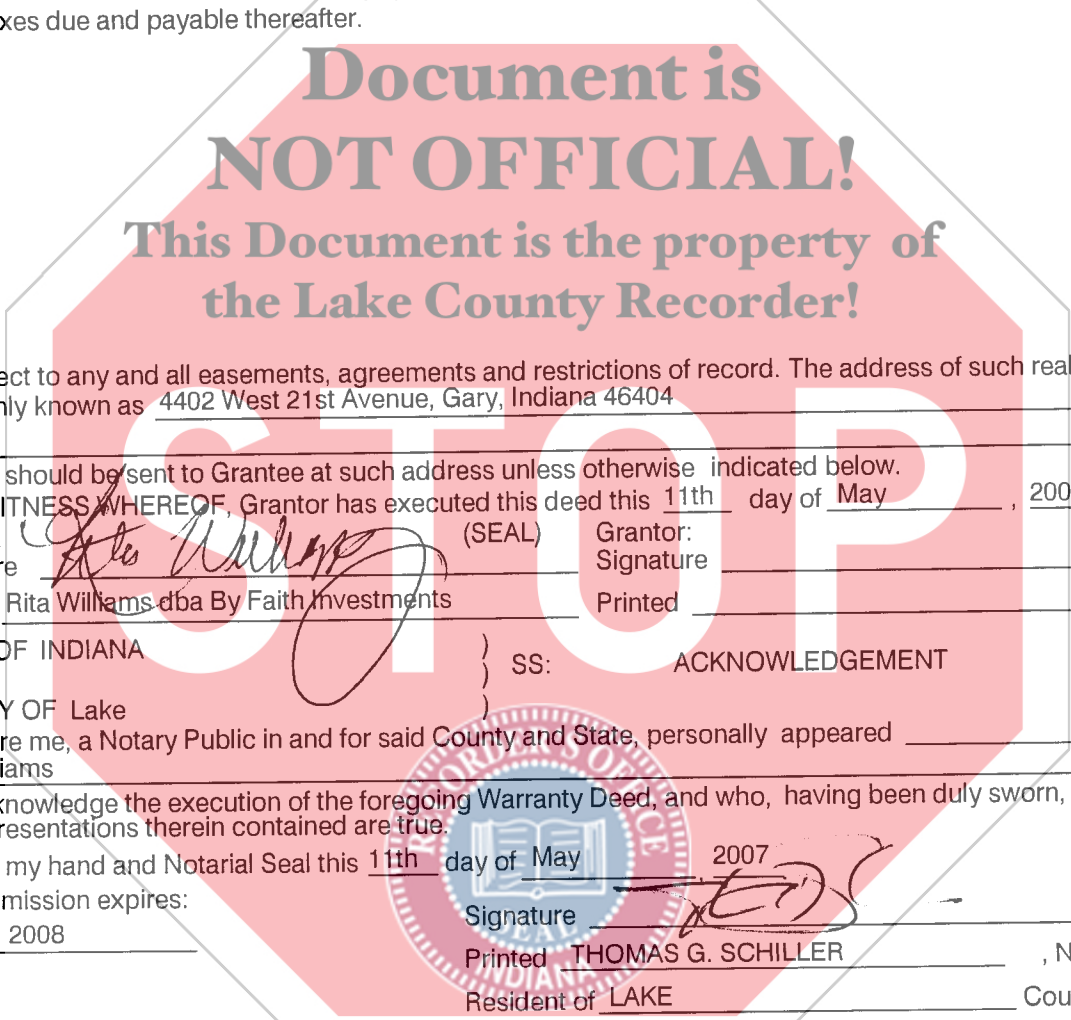 xes due and payable thereafter.
Document is
NOT OFFICIAL!
This Document is the property of
the Lake County Recorder!
ect to any and all easements, agreements and restrictions of record. The address of such real
nly known as 4402 West 21st Avenue, Gary, Indiana 46404
STOP
should be sent to Grantee at such address unless otherwise indicated below.
ITNESS WHEREOF, Grantor has executed this deed this 11th day of May , 200
(SEAL) Grantor:
re Rita Williams Signature
Rita Williams dba By Faith Investments Printed
OF INDIANA
) ) ) SS: ACKNOWLEDGEMENT
Y OF Lake
re me, a Notary Public in and for said County and State, personally appeared
iams
knowledge the execution of the foregoing Warranty Deed, and who, having been duly sworn,
resentations therein contained are true.
my hand and Notarial Seal this 11th day of May , 2007
mission expires:
2008
Signature
Printed THOMAS G. SCHILLER , N
Resident of LAKE Cou
RECORDER'S OFFICE
SEAL
INDIANA